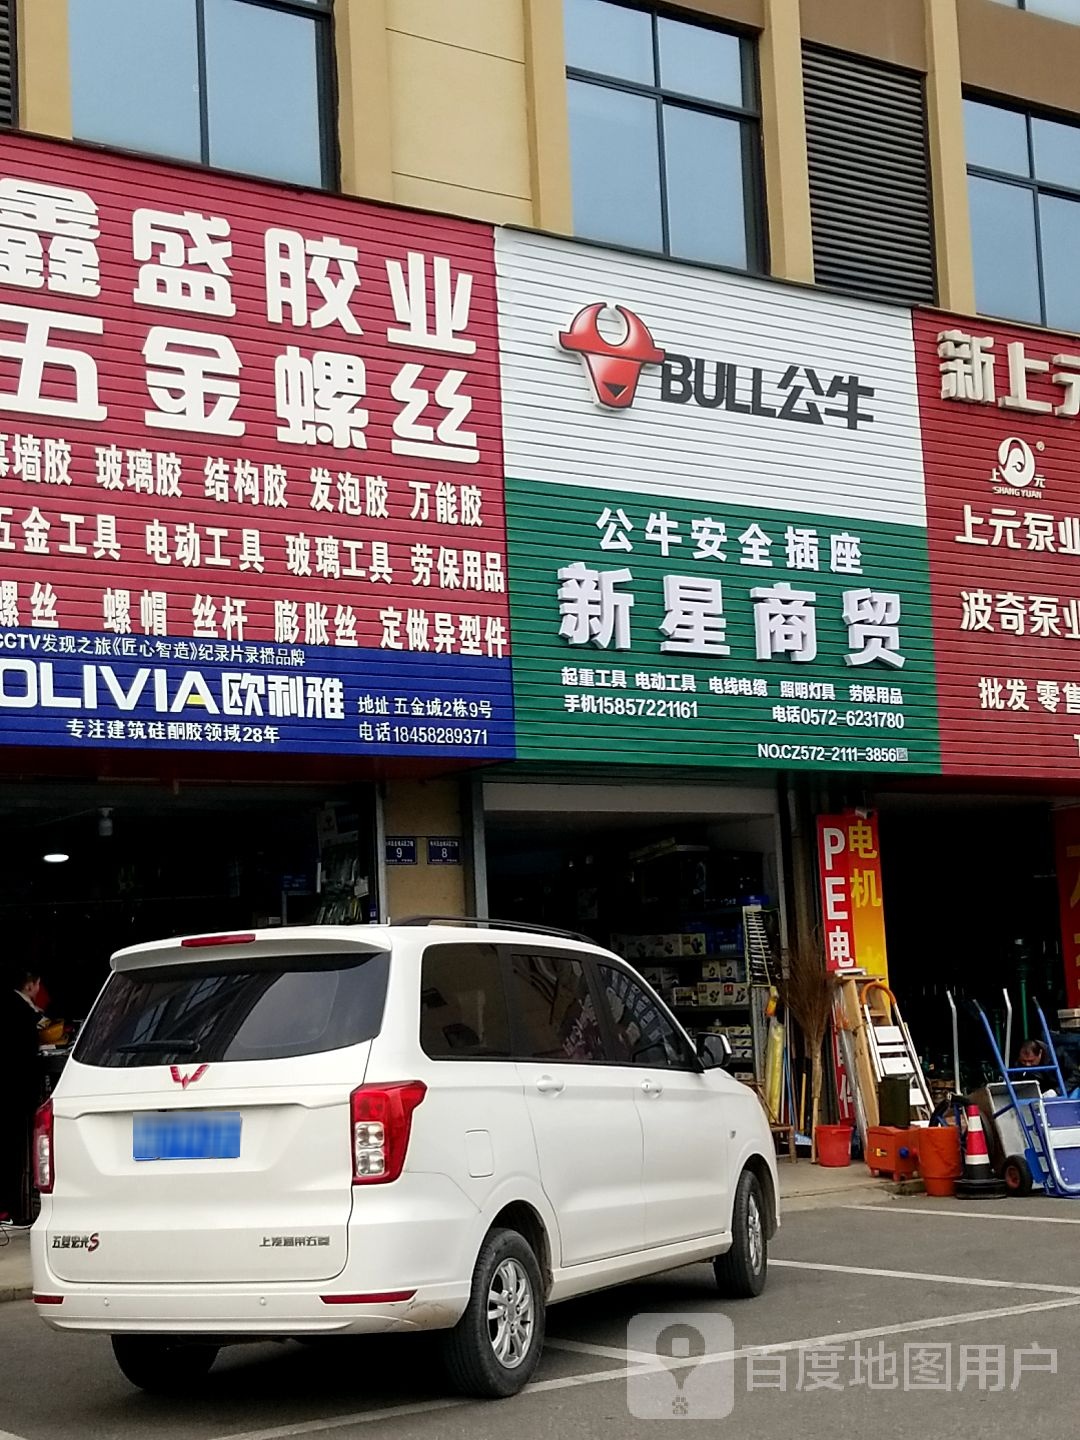 鑫盛胶业
五金螺丝
幕墙胶 玻璃胶 结构胶 发泡胶 万能胶
五金工具 电动工具 玻璃工具 劳保用品
螺丝 螺帽 丝杆 膨胀丝 定做异型件
CCTV发现之旅《匠心智造》纪录片录播品牌
OLIVIA欧利雅
专注建筑硅酮胶领域28年
地址 五金城2栋9号
电话18458289371
BULL公牛
公牛安全插座
新星商贸
起重工具 电动工具 电线电缆 照明灯具 劳保用品
手机15857221161
电话0572-6231780
NO.CZ572-2111-3856
新上元
上元
SHANG YUAN
上元泵业
波奇泵业
批发 零售
9
8
电机
PE电
五菱宏光S
上汽通用五菱
百度地图用户